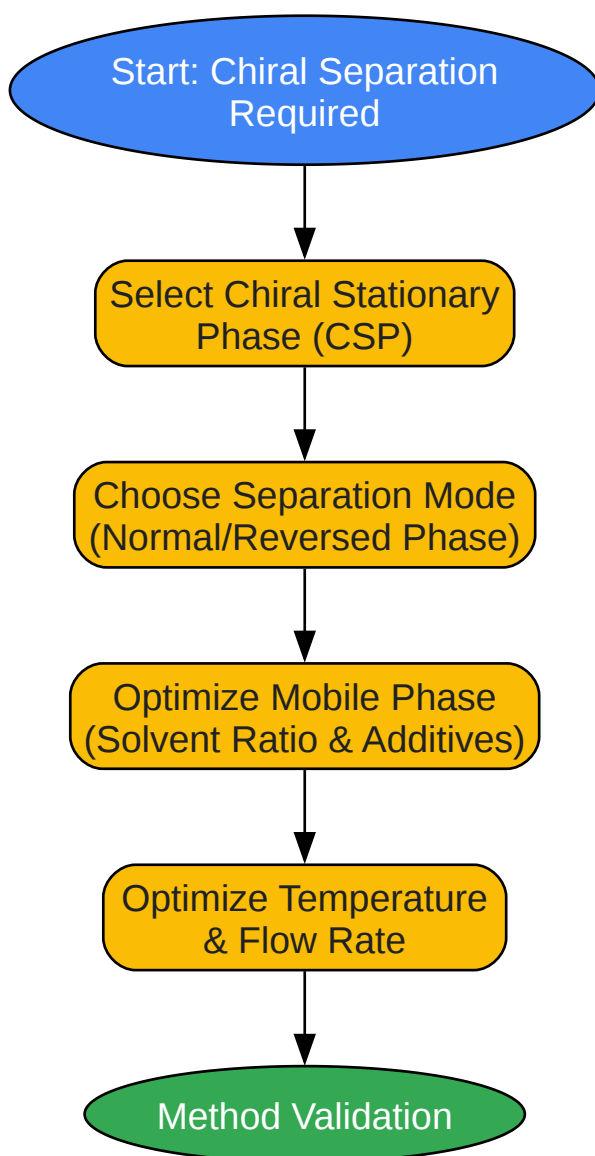 Start: Chiral Separation
Required
Select Chiral Stationary
Phase (CSP)
Choose Separation Mode
(Normal/Reversed Phase)
Optimize Mobile Phase
(Solvent Ratio & Additives)
Optimize Temperature
& Flow Rate
Method Validation